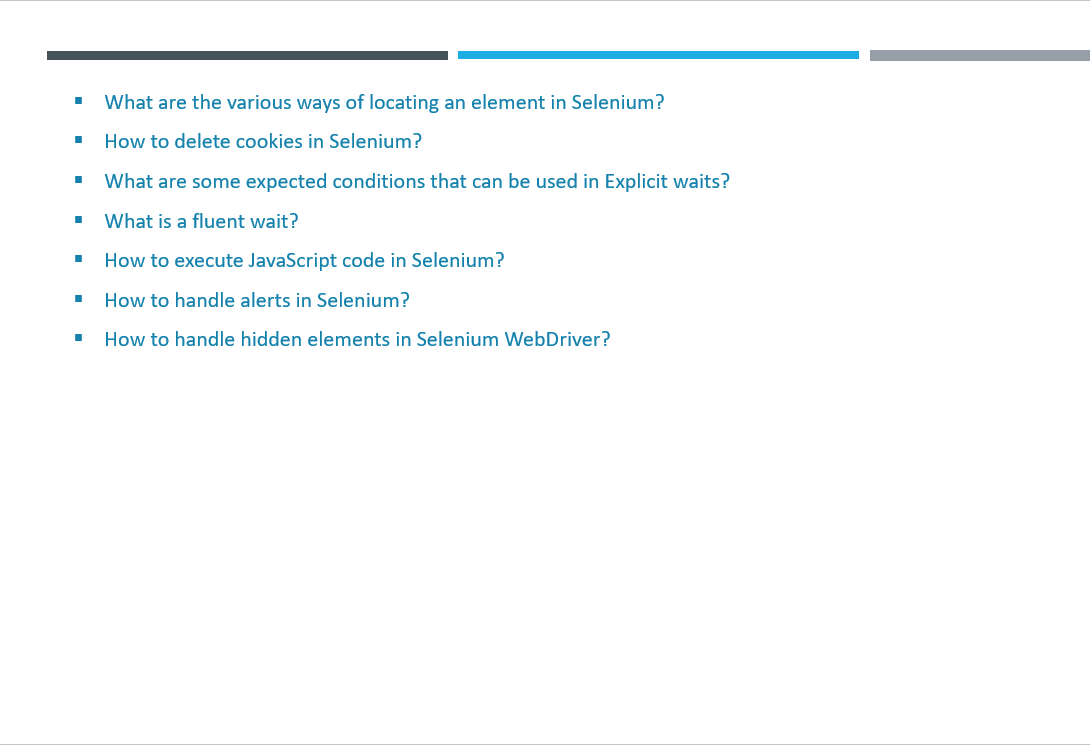 ▪ What are the various ways of locating an element in Selenium?
▪ How to delete cookies in Selenium?
▪ What are some expected conditions that can be used in Explicit waits?
▪ What is a fluent wait?
▪ How to execute JavaScript code in Selenium?
▪ How to handle alerts in Selenium?
▪ How to handle hidden elements in Selenium WebDriver?